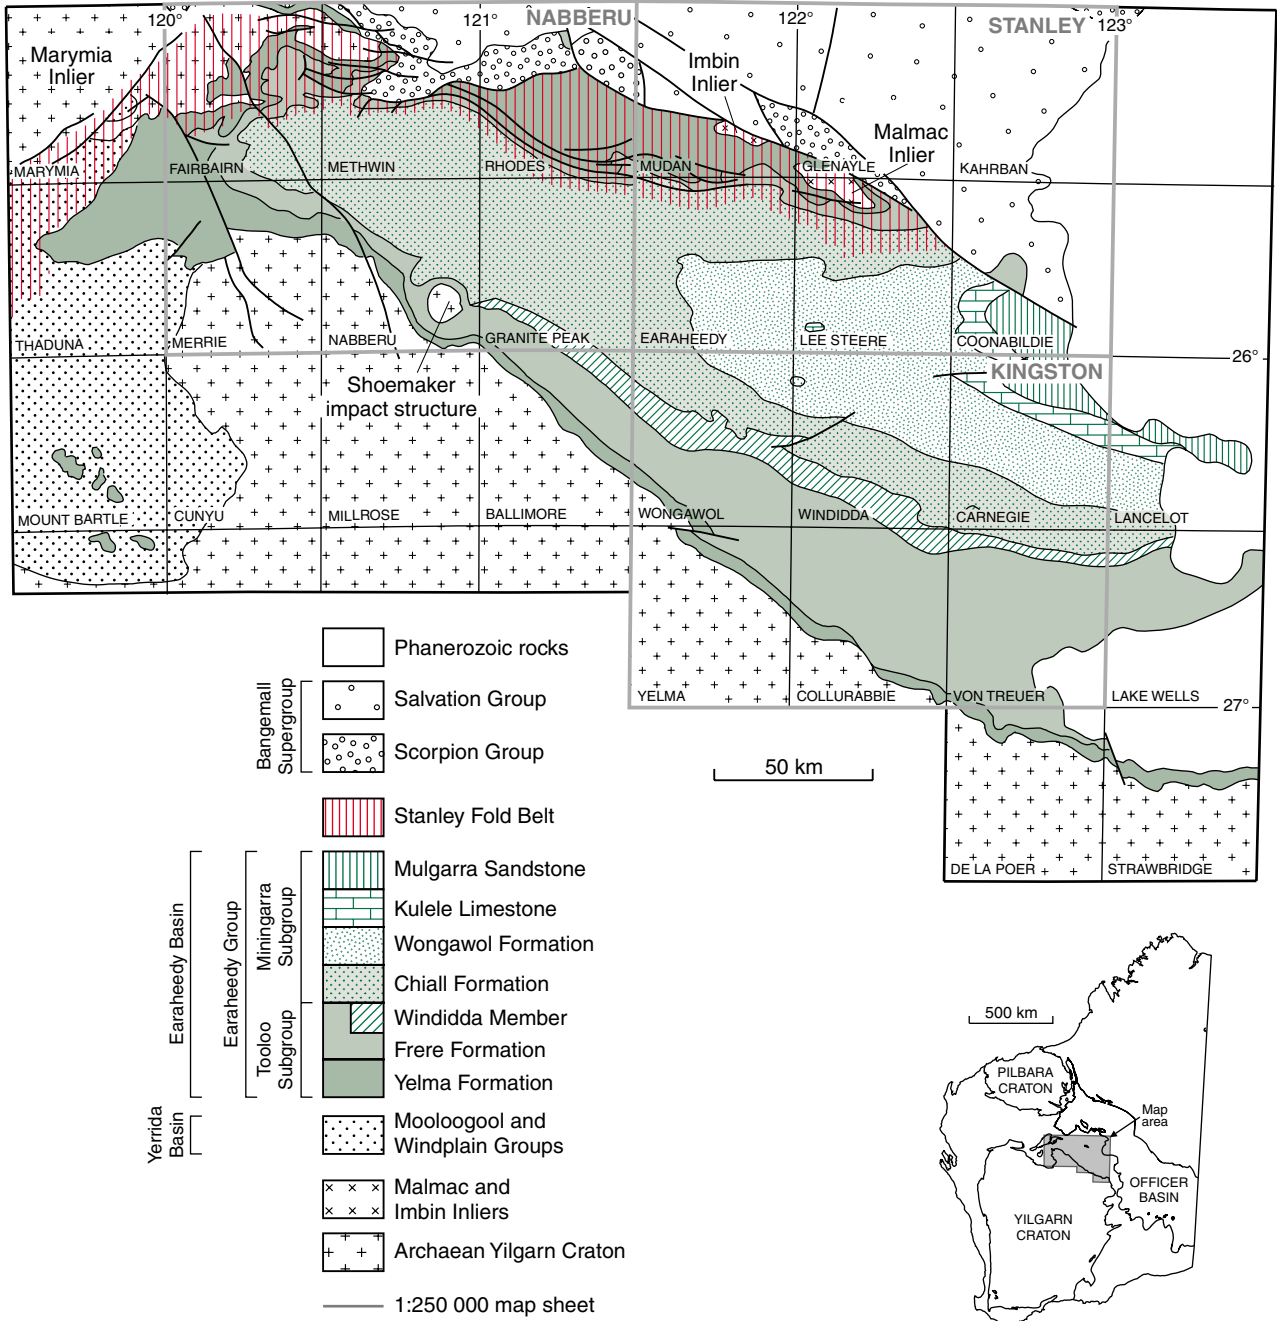 120°
121°
NABBERU
122°
STANLEY
123°
Marymia
Inlier
Imbin
Inlier
Malmac
Inlier
MARYMIA
FAIRBAIRN
METHWIN
RHODES
MUDAN
GLENAYLE
KAHRBAN
THADUNA
MERRIE
NABBERU
GRANITE PEAK
EARAHEEDY
LEE STEERE
COONABILDIE
26°
KINGSTON
Shoemaker
impact structure
MOUNT BARTLE
CUNYU
MILLROSE
BALLIMORE
WONGAWOL
WINDIDDA
CARNEGIE
LANCELOT
YELMA
COLLURABBIE
VON TREUER
LAKE WELLS
27°
50 km
DE LA POER
STRAWBRIDGE
Phanerozoic rocks
Bangemall
Supergroup
Salvation Group
Scorpion Group
Stanley Fold Belt
Earaheedy Basin
Earaheedy Group
Miningarra
Subgroup
Mulgarra Sandstone
Kulele Limestone
Wongawol Formation
Chiall Formation
Tooloo
Subgroup
Windidda Member
Frere Formation
Yelma Formation
Yerrida
Basin
Mooloogool and
Windplain Groups
Malmac and
Imbin Inliers
Archaean Yilgarn Craton
1:250 000 map sheet
500 km
PILBARA
CRATON
Map
area
OFFICER
BASIN
YILGARN
CRATON